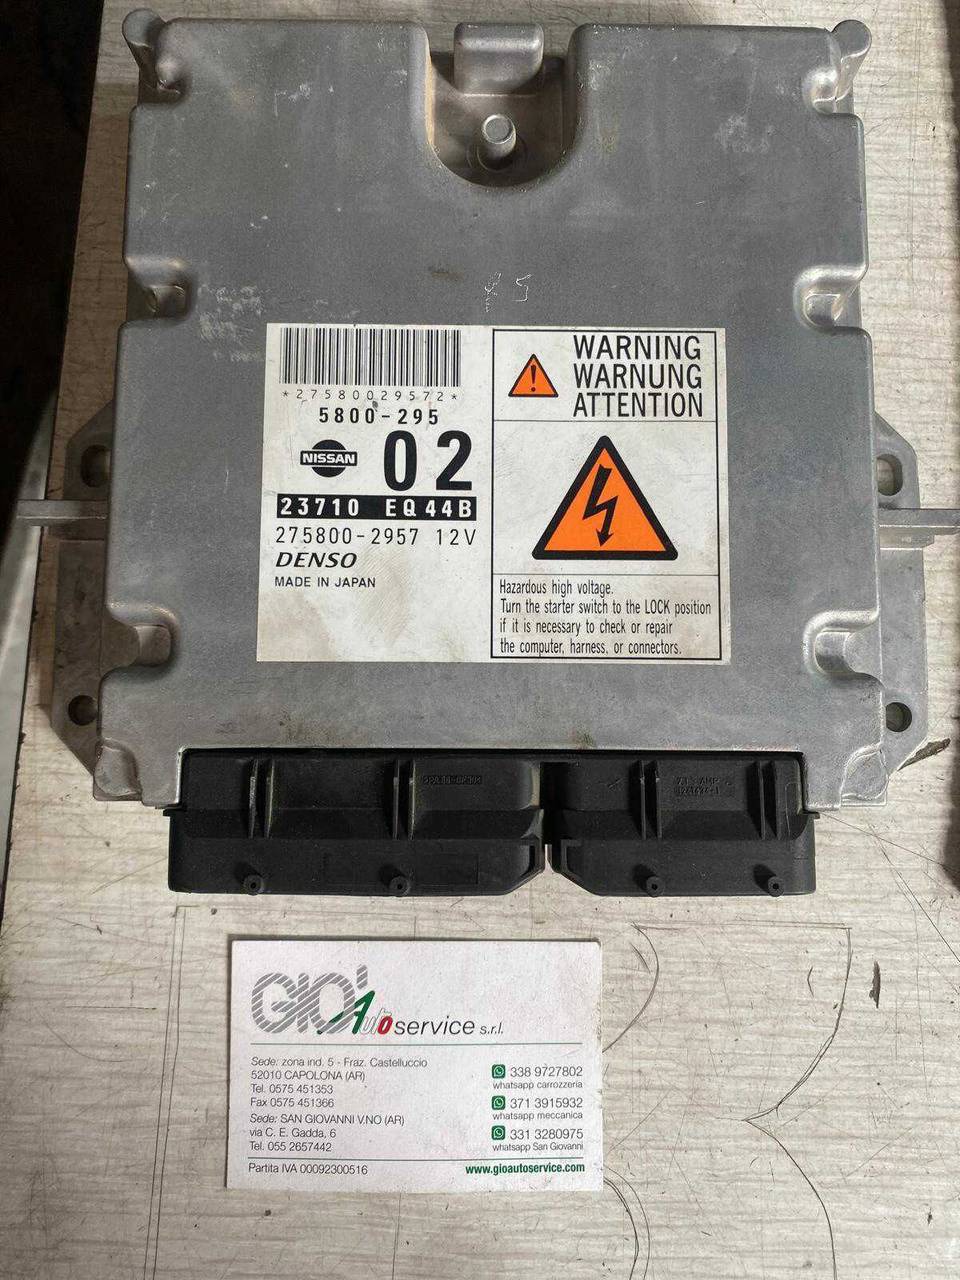 *27580029572*
5800-295
NISSAN
02
23710 EQ44B
275800-2957 12V
DENSO
MADE IN JAPAN
WARNING
WARNUNG
ATTENTION
Hazardous high voltage.
Turn the starter switch to the LOCK position
if it is necessary to check or repair
the computer, harness, or connectors.
GIO' Auto service s.r.l.
Sede: zona ind. 5 - Fraz. Castelluccio
52010 CAPOLONA (AR)
Tel. 0575 451353
Fax 0575 451366
Sede: SAN GIOVANNI V.NO (AR)
via C. E. Gadda, 6
Tel. 055 2657442
338 9727802
whatsapp carrozzeria
371 3915932
whatsapp meccanica
331 3280975
whatsapp San Giovanni
Partita IVA 00092300516
www.gioautoservice.com